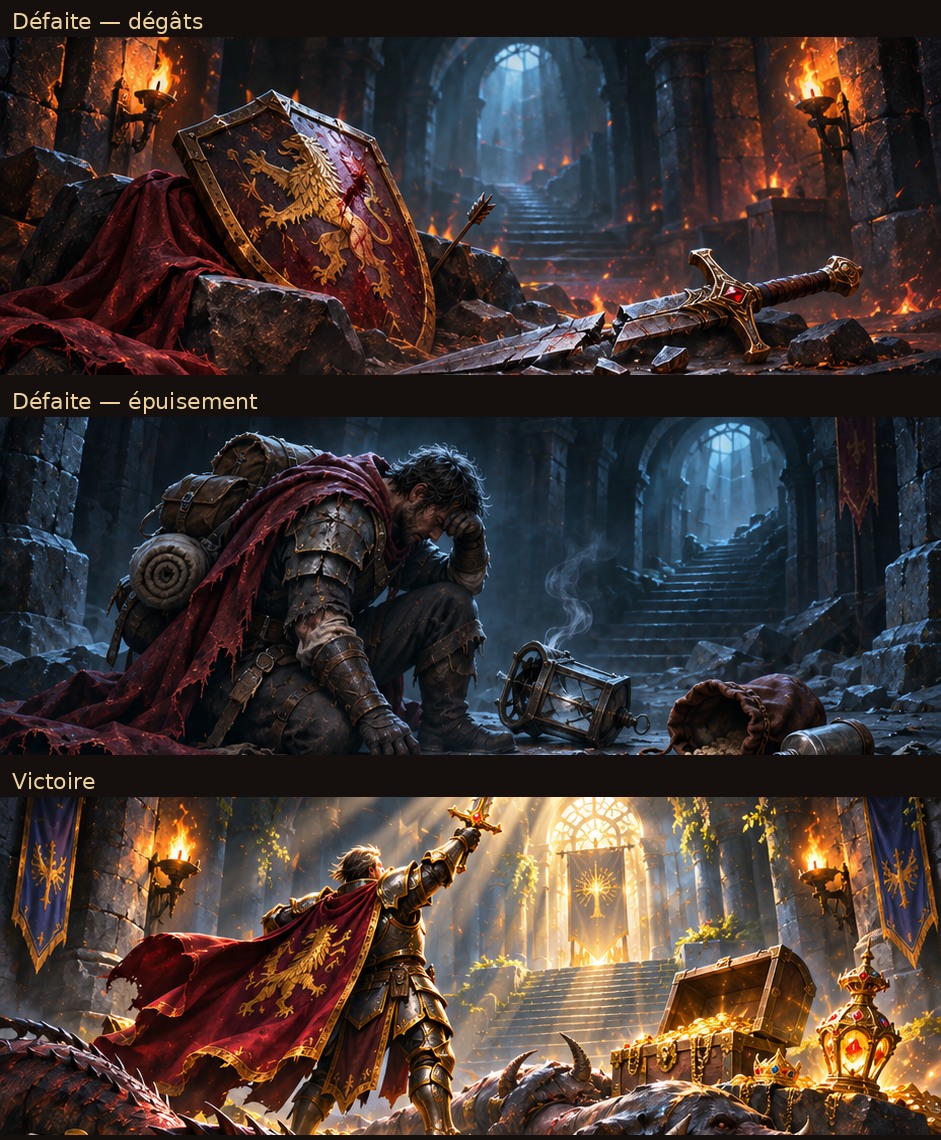 Défaite — dégâts
Défaite — épuisement
Victoire